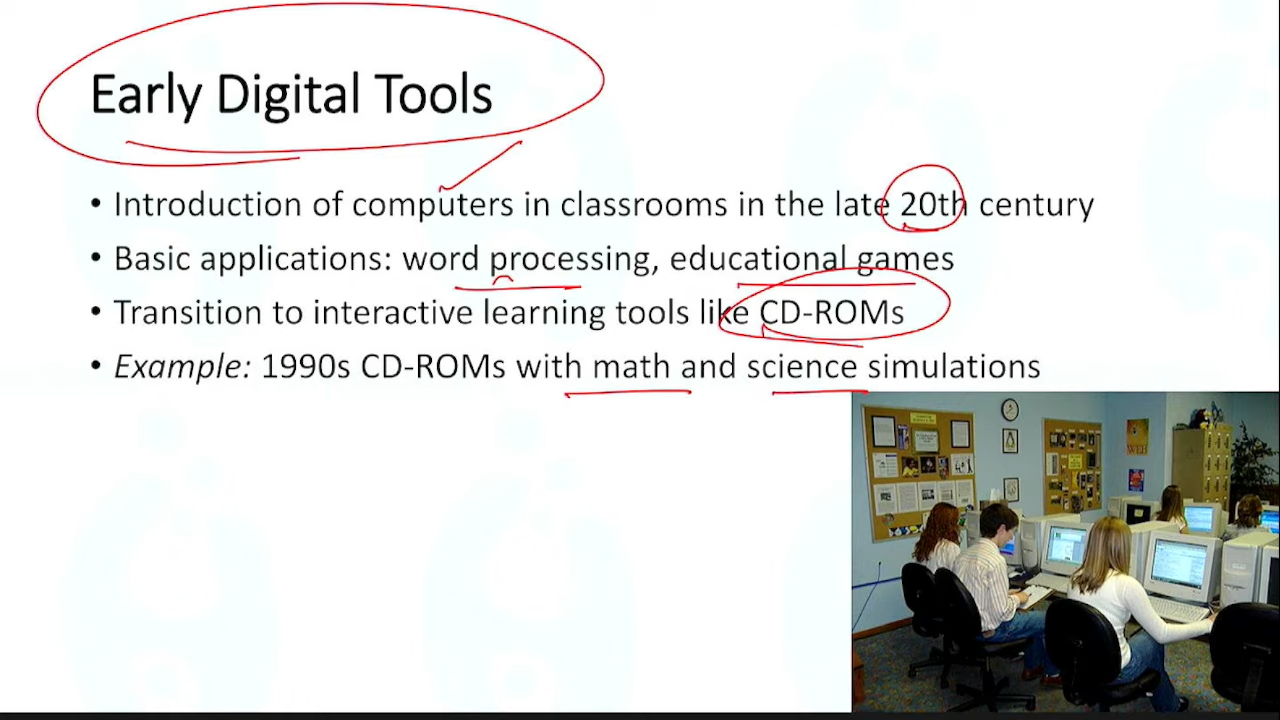 Early Digital Tools
• Introduction of computers in classrooms in the late 20th century
• Basic applications: word processing, educational games
• Transition to interactive learning tools like CD-ROMs
• Example: 1990s CD-ROMs with math and science simulations
WEB